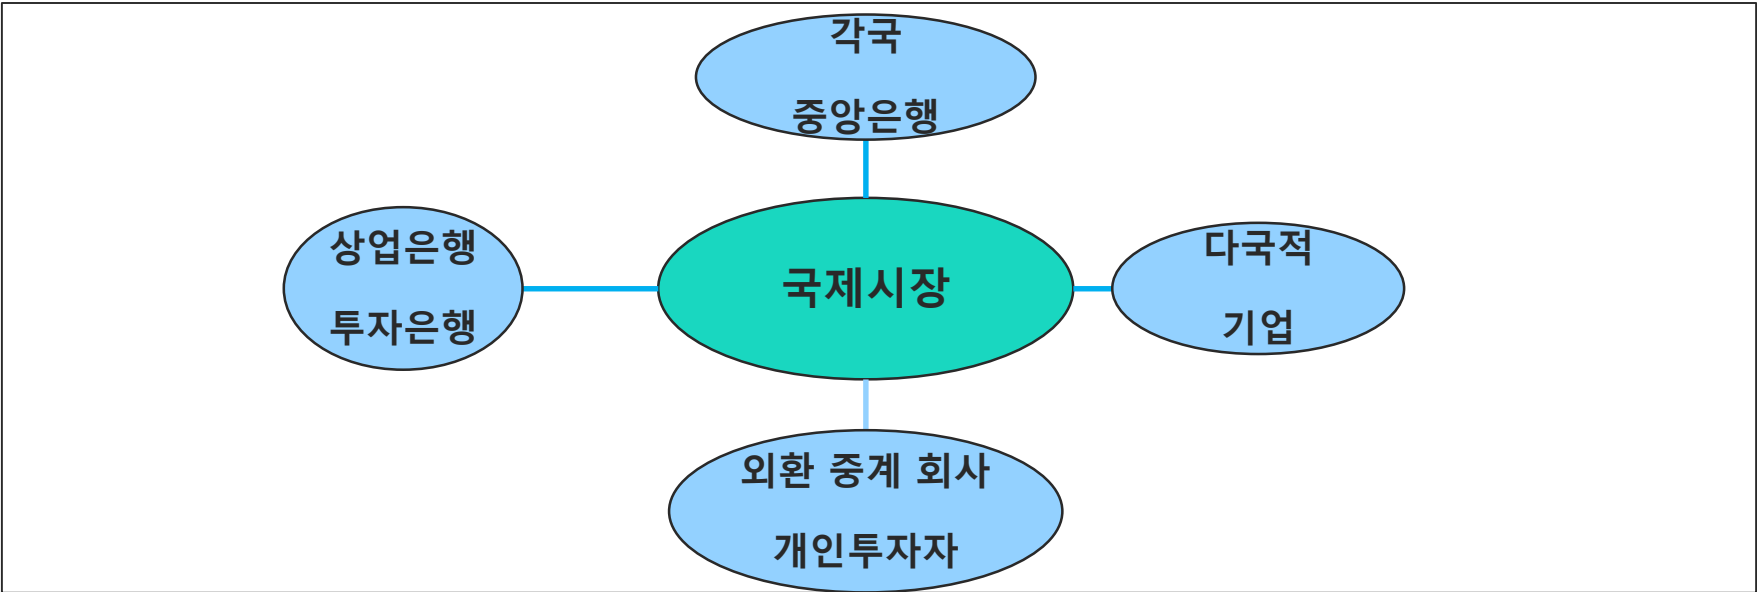 각국
중앙은행
상업은행
투자은행
국제시장
다국적
기업
외환 중계 회사
개인투자자